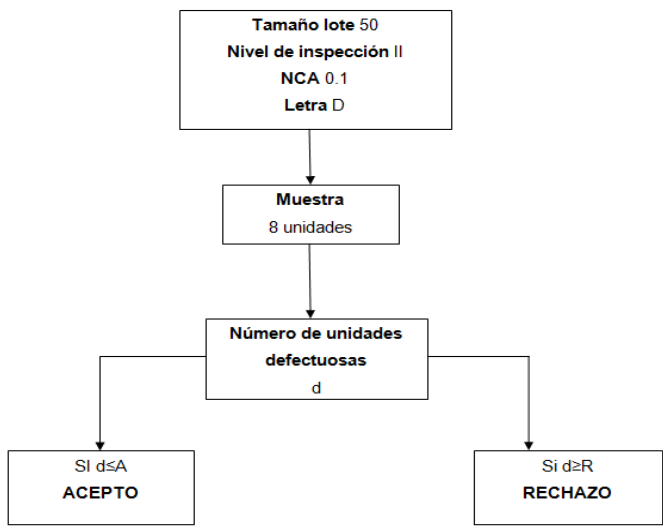 Tamaño lote 50
Nivel de inspección II
NCA 0.1
Letra D
Muestra
8 unidades
Número de unidades
defectuosas
d
SI d≤A
ACEPTO
Si d≥R
RECHAZO